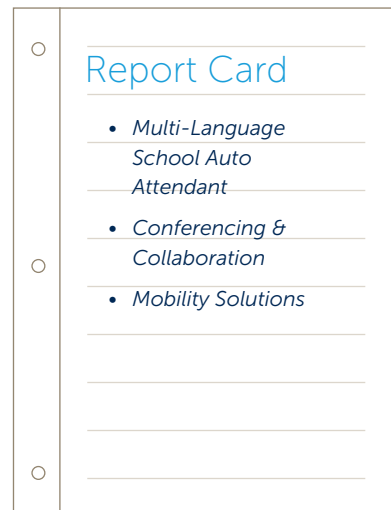 Report Card
• Multi-Language
School Auto
Attendant
• Conferencing &
Collaboration
• Mobility Solutions